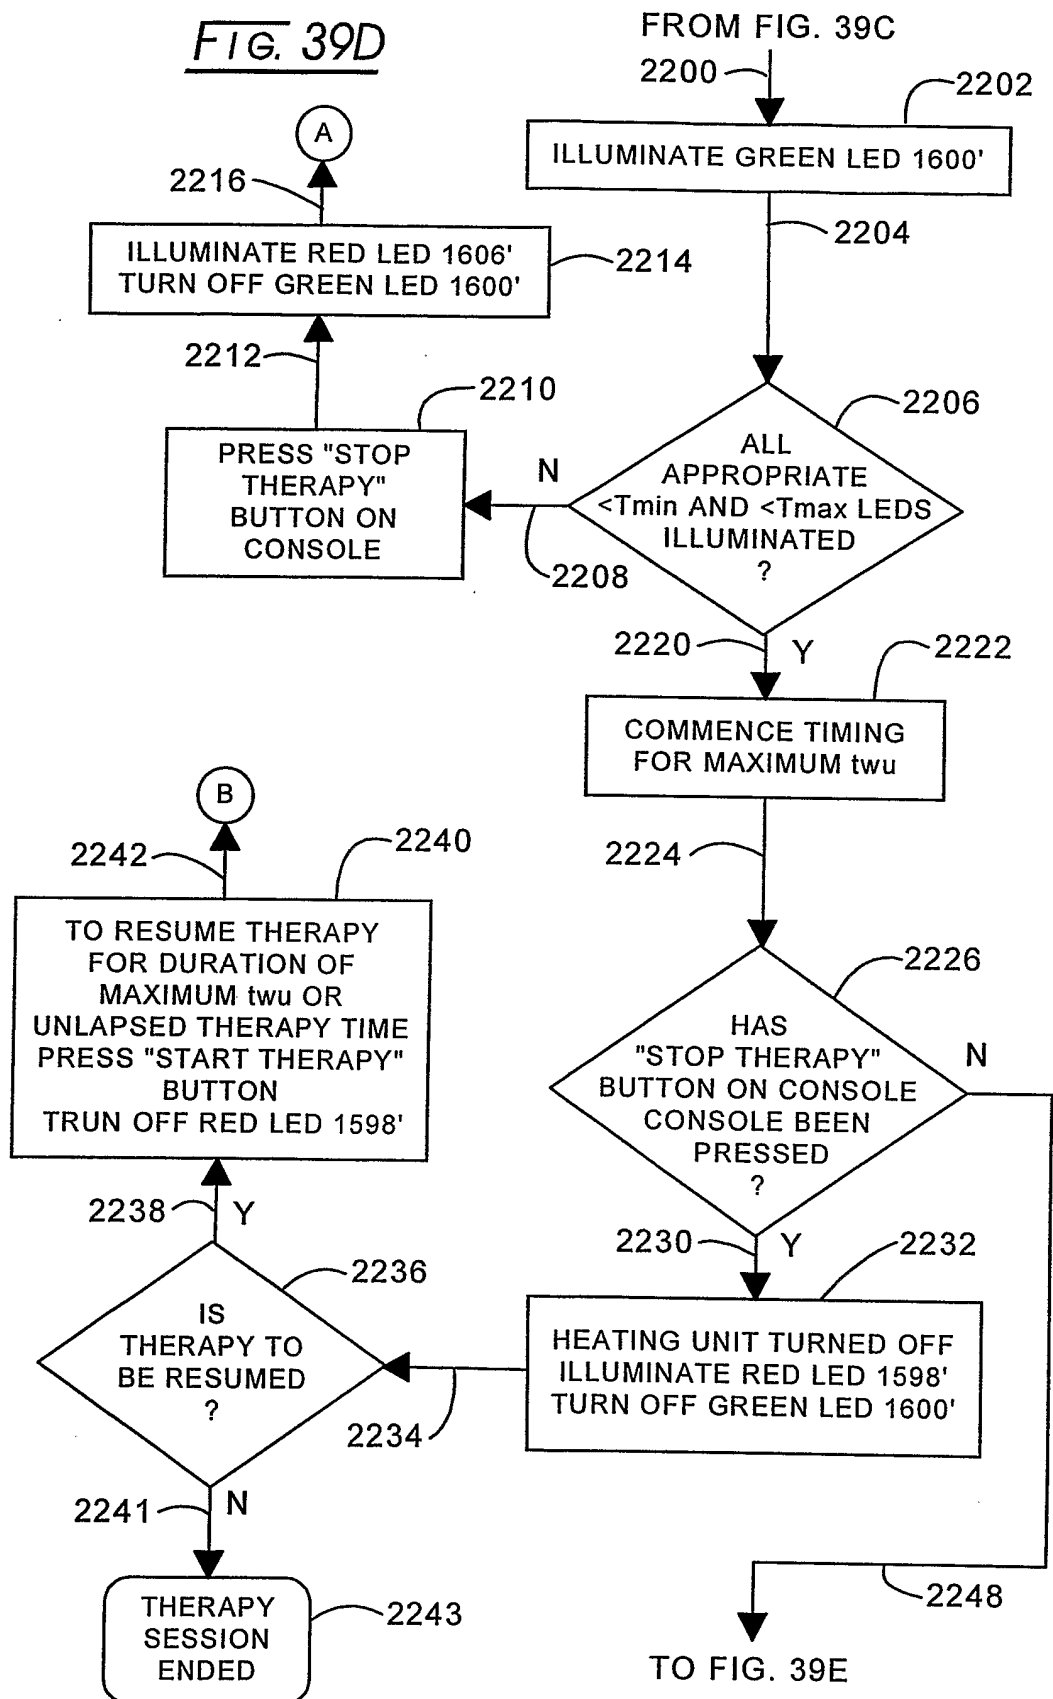 FIG. 39D
FROM FIG. 39C
2200
2202
ILLUMINATE GREEN LED 1600'
2204
A
2216
ILLUMINATE RED LED 1606'
TURN OFF GREEN LED 1600'
2214
2212
2210
PRESS "STOP
THERAPY"
BUTTON ON
CONSOLE
N
2208
2206
ALL
APPROPRIATE
<Tmin AND <Tmax LEDS
ILLUMINATED
?
2220
Y
2222
COMMENCE TIMING
FOR MAXIMUM twu
2224
2226
HAS
"STOP THERAPY"
BUTTON ON CONSOLE
CONSOLE BEEN
PRESSED
?
N
2230
Y
2232
HEATING UNIT TURNED OFF
ILLUMINATE RED LED 1598'
TURN OFF GREEN LED 1600'
2234
B
2242
2240
TO RESUME THERAPY
FOR DURATION OF
MAXIMUM twu OR
UNLAPSED THERAPY TIME
PRESS "START THERAPY"
BUTTON
TRUN OFF RED LED 1598'
2238
Y
2236
IS
THERAPY TO
BE RESUMED
?
2241
N
THERAPY
SESSION
ENDED
2243
2248
TO FIG. 39E